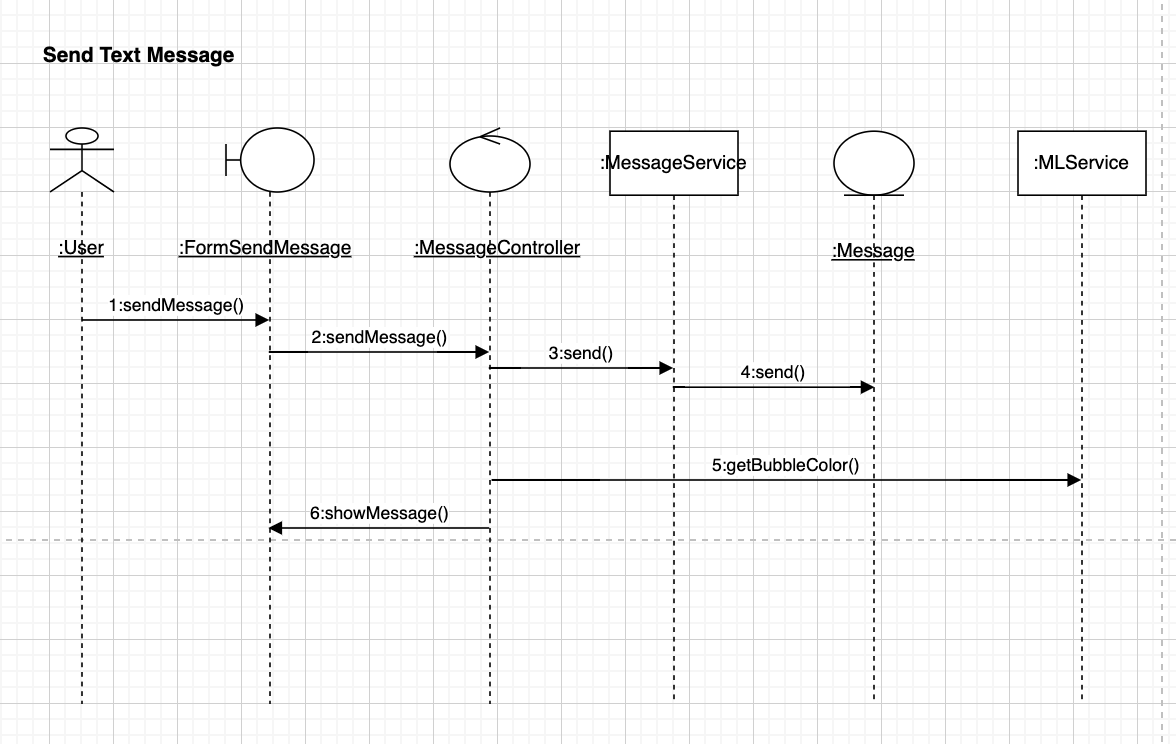 Send Text Message
:MessageService
:MLService
:User
:FormSendMessage
:MessageController
:Message
1:sendMessage()
2:sendMessage()
3:send()
4:send()
5:getBubbleColor()
6:showMessage()